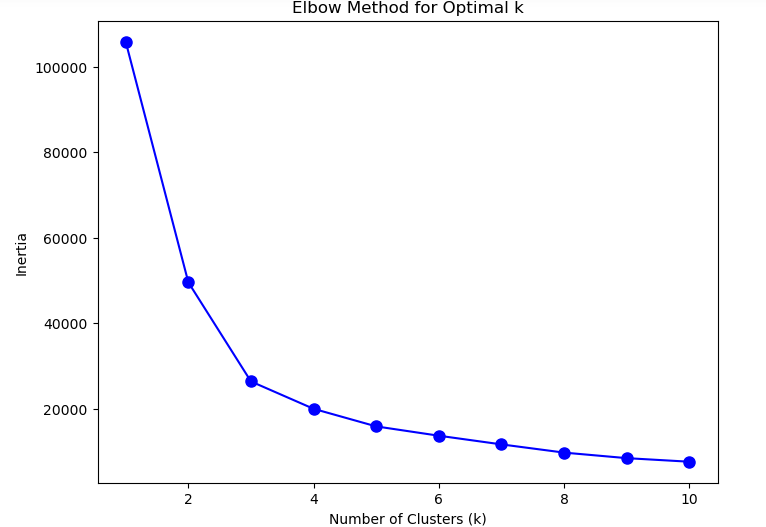 Elbow Method for Optimal k
100000
80000
60000
40000
20000
Inertia
2 4 6 8 10
Number of Clusters (k)